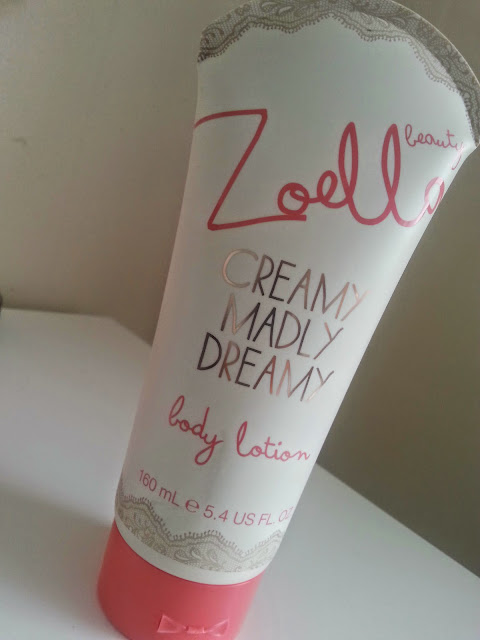 Zoella
beauty
CREAMY
MADLY
DREAMY
body lotion
160 mL e 5.4 US FL. OZ